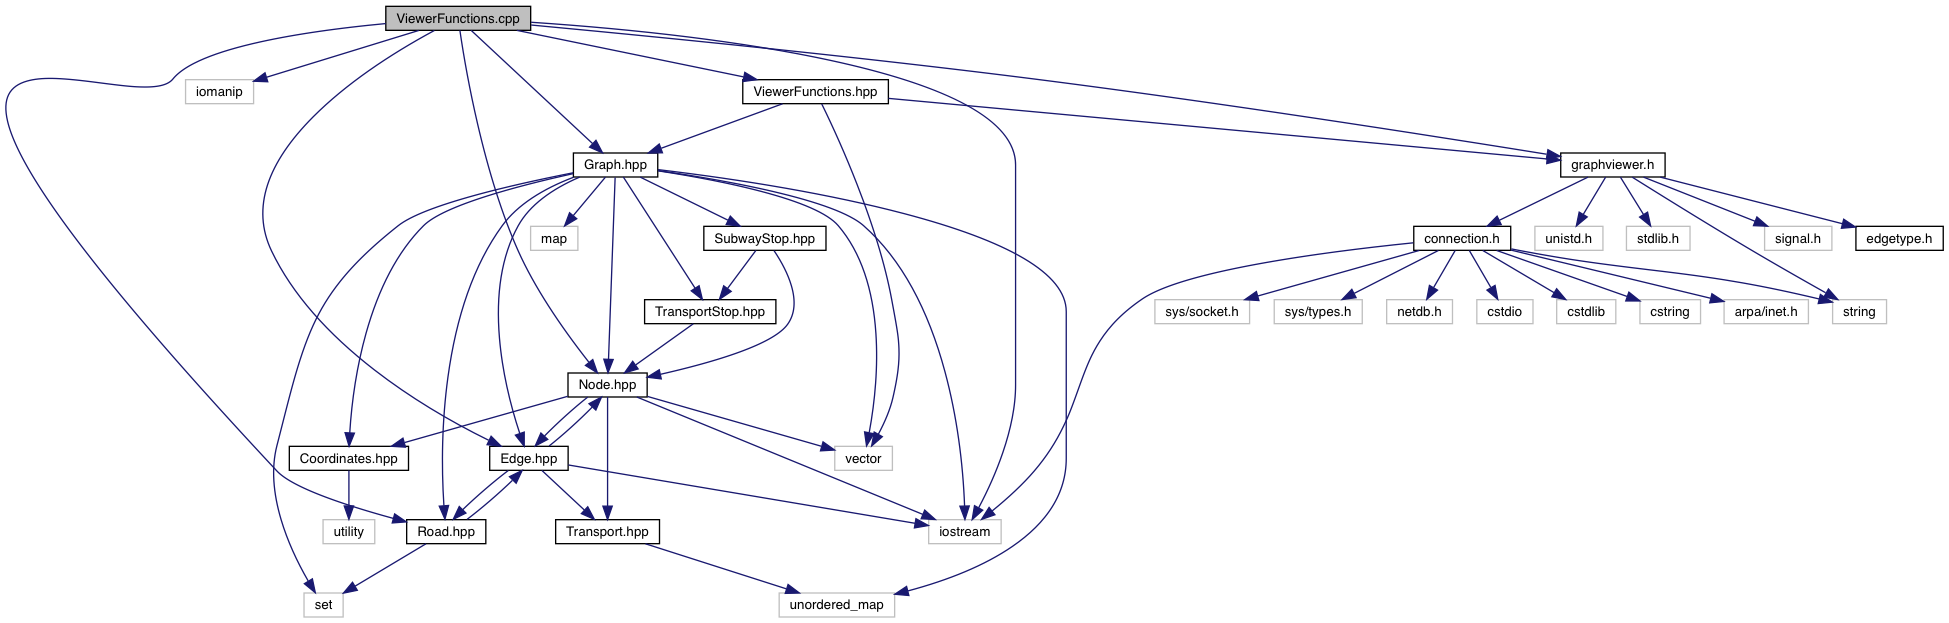 ViewerFunctions.cpp
iomanip
ViewerFunctions.hpp
Graph.hpp
graphviewer.h
map
SubwayStop.hpp
connection.h
unistd.h
stdlib.h
signal.h
edgetype.h
TransportStop.hpp
sys/socket.h
sys/types.h
netdb.h
cstdio
cstdlib
cstring
arpa/inet.h
string
Node.hpp
Coordinates.hpp
Edge.hpp
vector
utility
Road.hpp
Transport.hpp
iostream
set
unordered_map